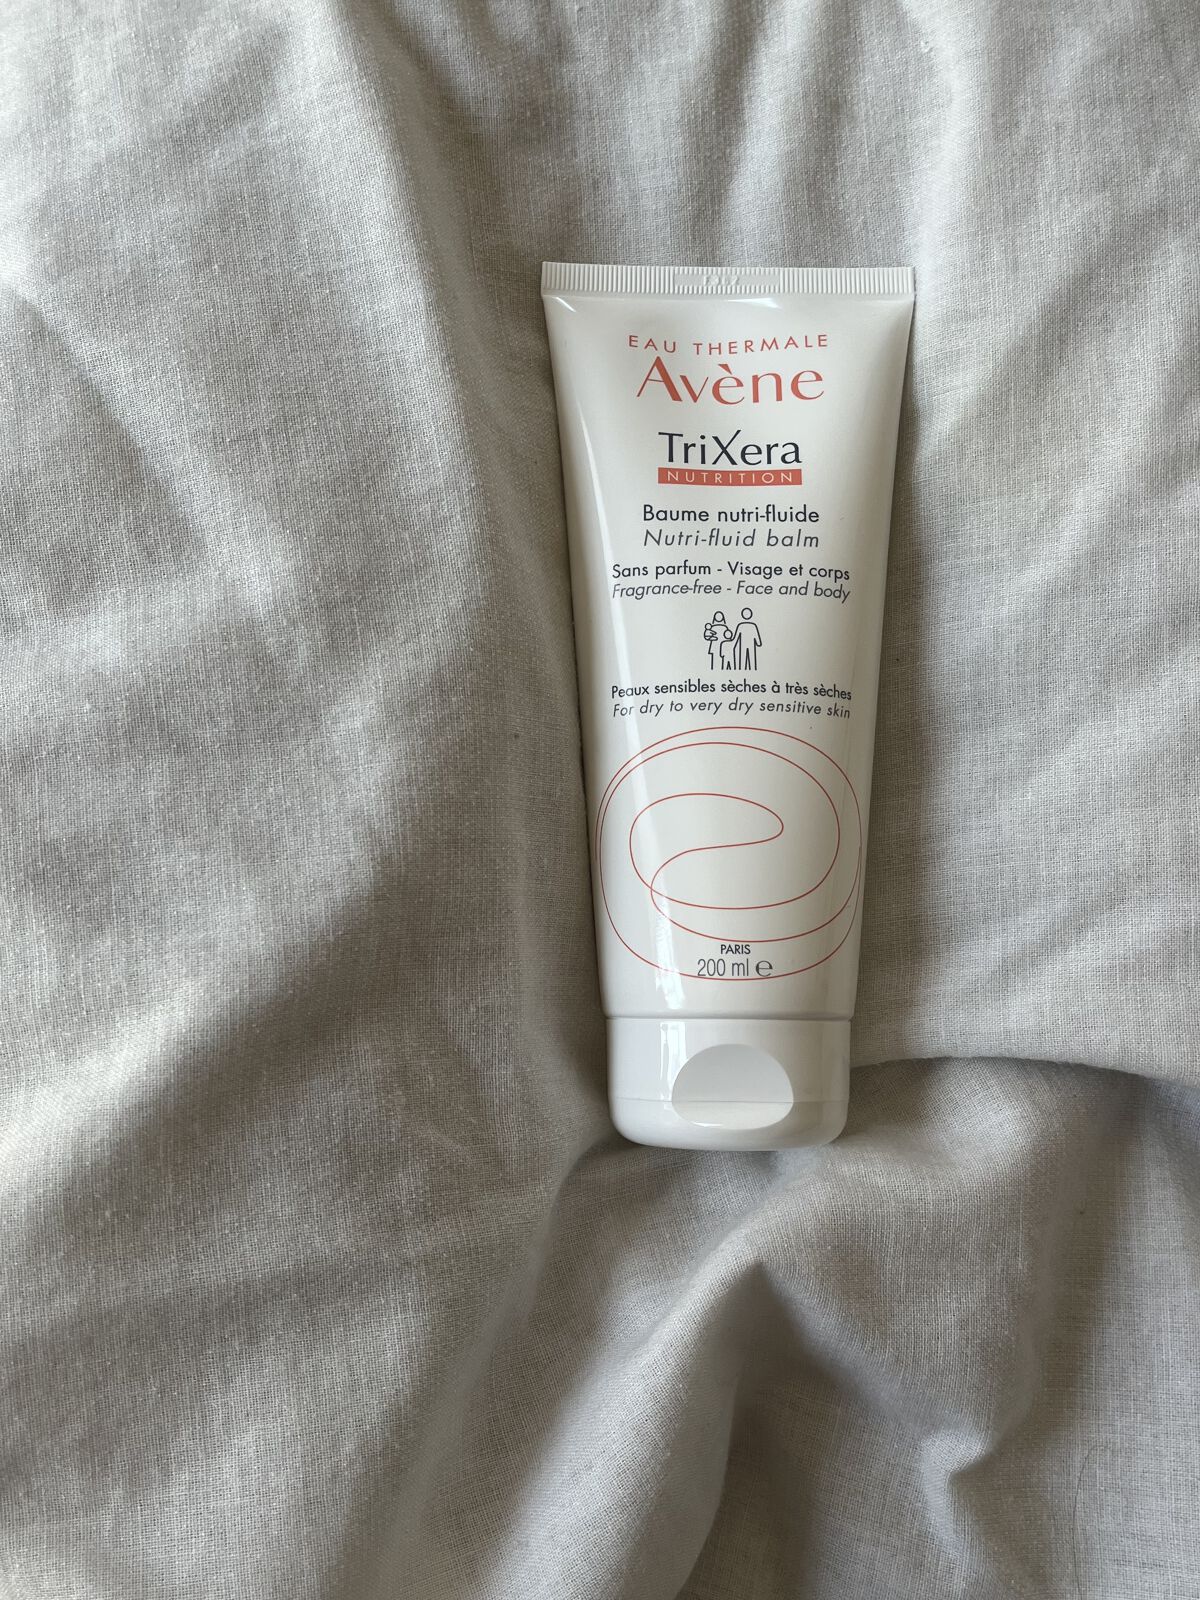 EAU THERMALE
Avène
TriXera
NUTRITION
Baume nutri-fluide
Nutri-fluid balm
Sans parfum - Visage et corps
Fragrance-free - Face and body
Peaux sensibles sèches à très sèches
For dry to very dry sensitive skin
PARIS
200 ml e